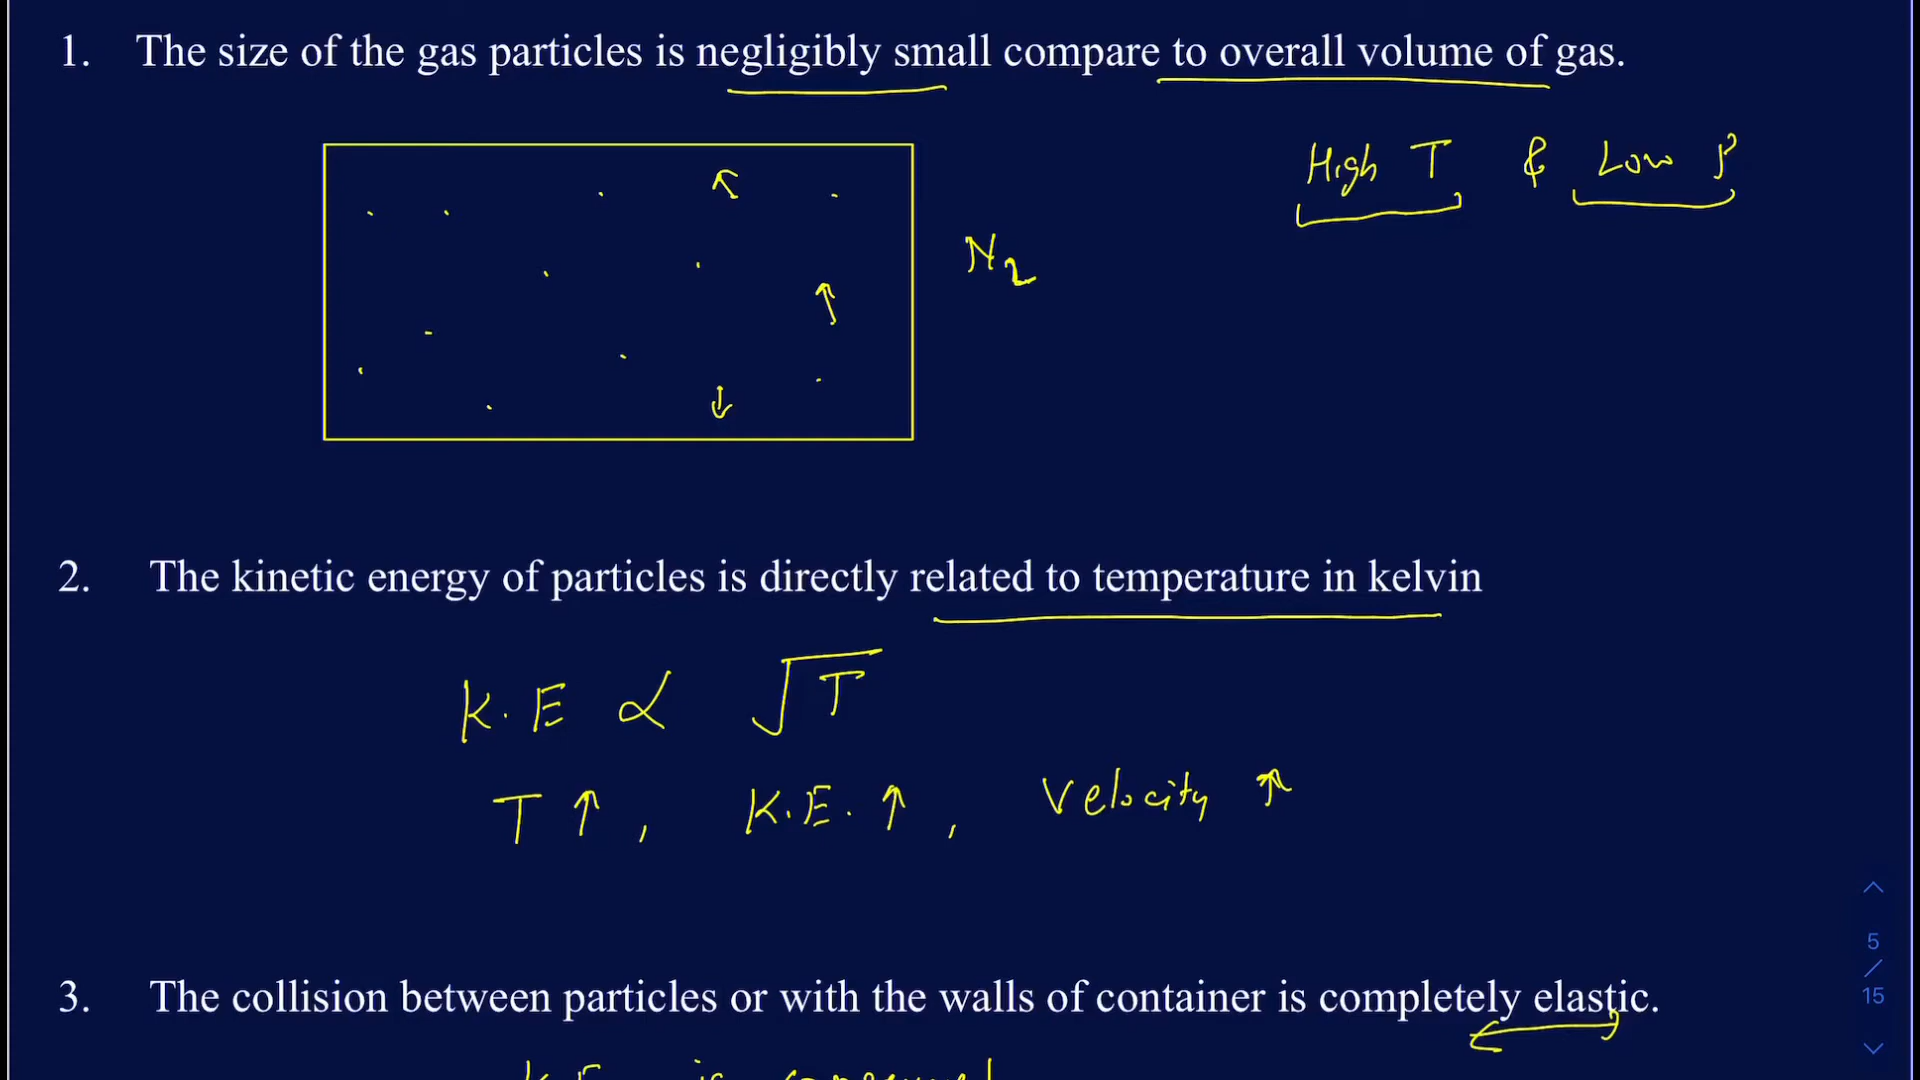 1. The size of the gas particles is negligibly small compare to overall volume of gas.
High T & Low P
N2
2. The kinetic energy of particles is directly related to temperature in kelvin
K.E ∝ √T
T ↑ , K.E. ↑ , Velocity ↑
3. The collision between particles or with the walls of container is completely elastic.
5
/
15